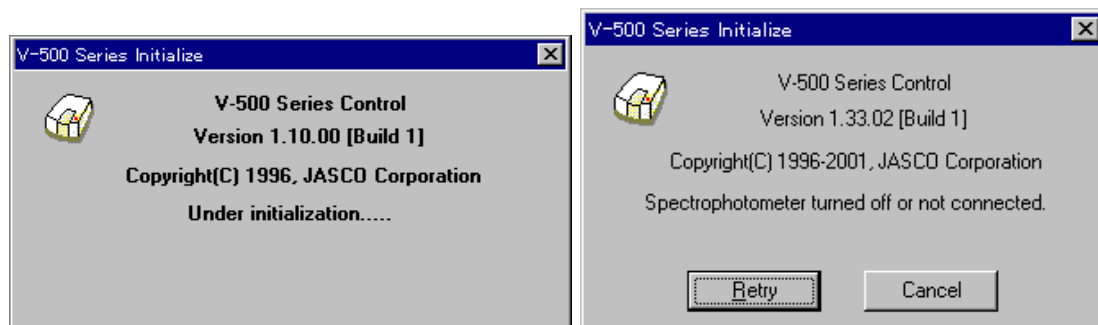 V-500 Series Initialize
V-500 Series Control
Version 1.10.00 [Build 1]
Copyright(C) 1996, JASCO Corporation
Under initialization.....
V-500 Series Initialize
V-500 Series Control
Version 1.33.02 [Build 1]
Copyright(C) 1996-2001, JASCO Corporation
Spectrophotometer turned off or not connected.
Retry
Cancel